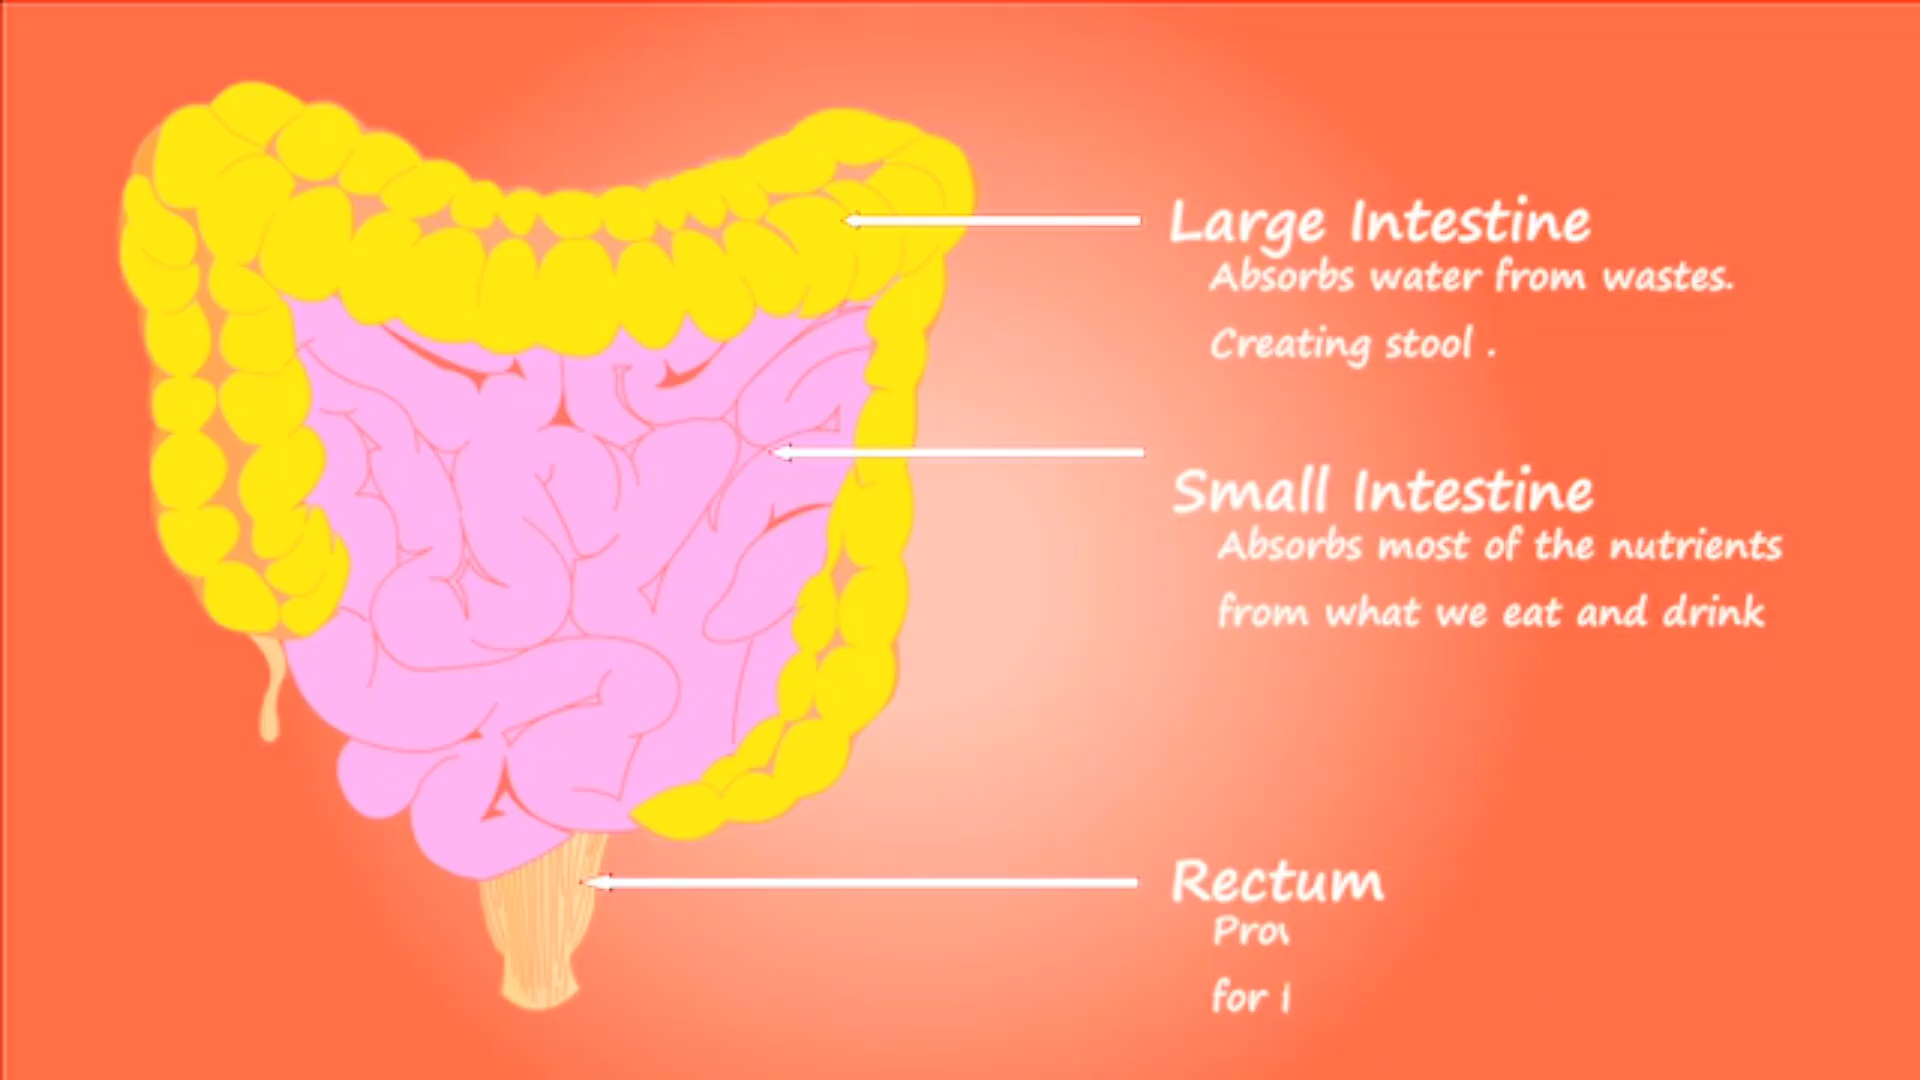 Large Intestine
Absorbs water from wastes.
Creating stool .
Small Intestine
Absorbs most of the nutrients
from what we eat and drink
Rectum
for